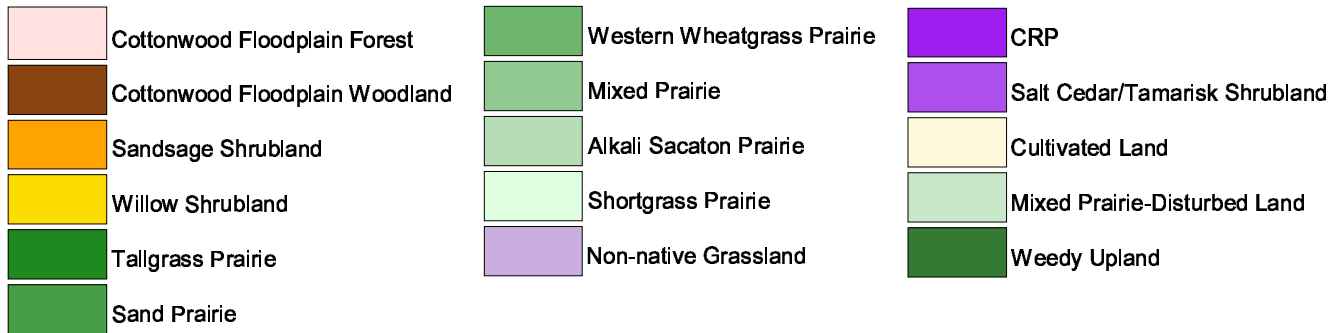 Cottonwood Floodplain Forest
Cottonwood Floodplain Woodland
Sandsage Shrubland
Willow Shrubland
Tallgrass Prairie
Sand Prairie
Western Wheatgrass Prairie
Mixed Prairie
Alkali Sacaton Prairie
Shortgrass Prairie
Non-native Grassland
CRP
Salt Cedar/Tamarisk Shrubland
Cultivated Land
Mixed Prairie-Disturbed Land
Weedy Upland